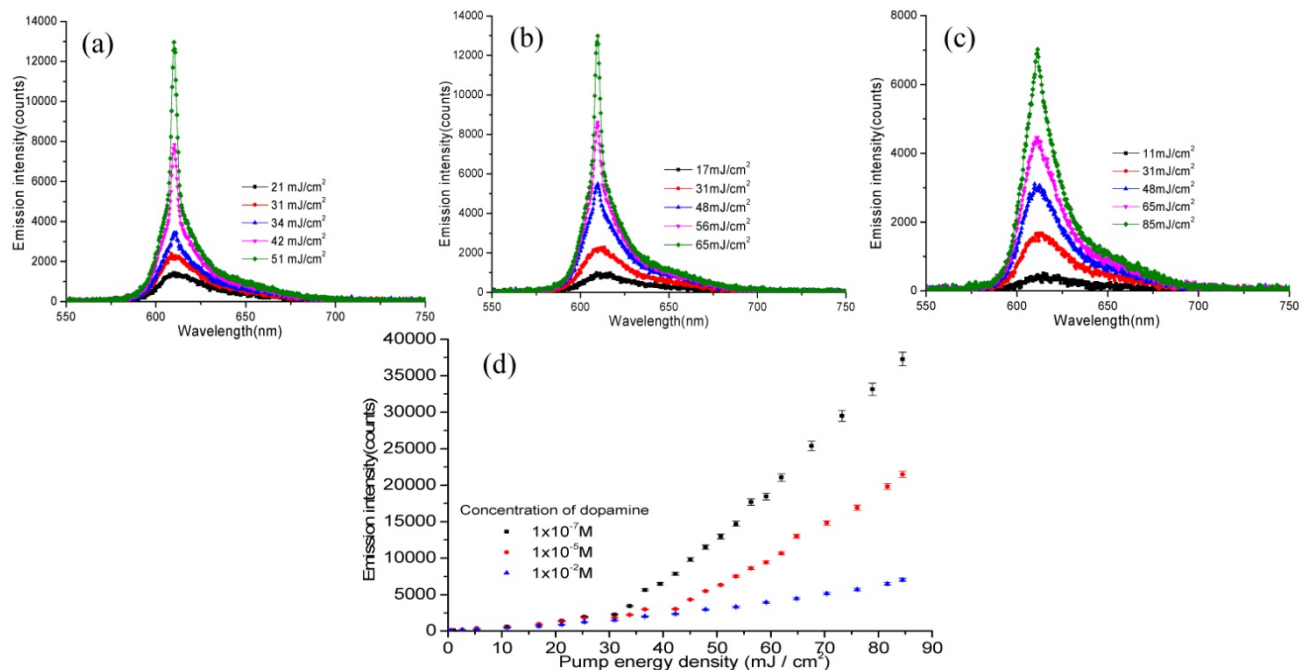 (a)
14000
12000
10000
8000
6000
4000
2000
0
Emission intensity(counts)
21 mJ/cm²
31 mJ/cm²
34 mJ/cm²
42 mJ/cm²
51 mJ/cm²
550 600 650 700 750
Wavelength(nm)
(b)
14000
12000
10000
8000
6000
4000
2000
0
Emission intensity(counts)
17mJ/cm²
31mJ/cm²
48mJ/cm²
56mJ/cm²
65mJ/cm²
550 600 650 700 750
Wavelength(nm)
(c)
8000
6000
4000
2000
0
Emission intensity(counts)
11mJ/cm²
31mJ/cm²
48mJ/cm²
65mJ/cm²
85mJ/cm²
550 600 650 700 750
Wavelength(nm)
(d)
40000
35000
30000
25000
20000
15000
10000
5000
0
Emission intensity(counts)
Concentration of dopamine
1x10⁻⁷M
1x10⁻⁵M
1x10⁻²M
0 10 20 30 40 50 60 70 80 90
Pump energy density (mJ / cm²)